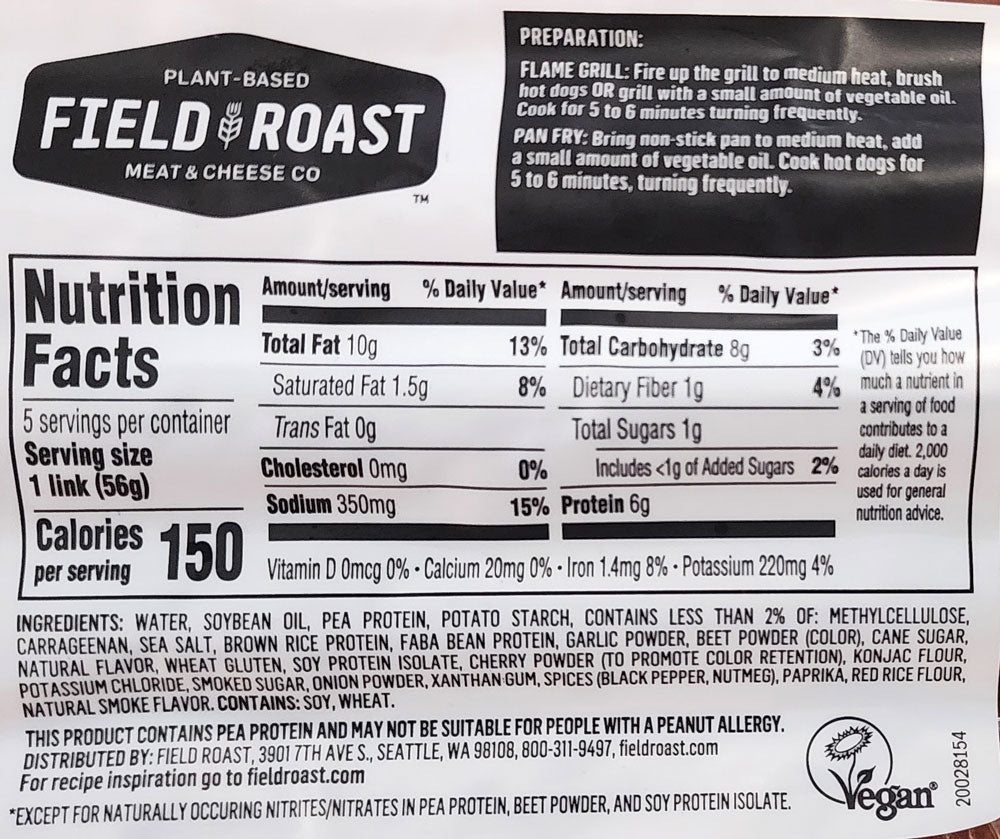 PLANT-BASED
FIELD ROAST
MEAT & CHEESE CO
TM
PREPARATION:
FLAME GRILL: Fire up the grill to medium heat, brush
hot dogs OR grill with a small amount of vegetable oil.
Cook for 5 to 6 minutes turning frequently.
PAN FRY: Bring non-stick pan to medium heat, add
a small amount of vegetable oil. Cook hot dogs for
5 to 6 minutes, turning frequently.
Nutrition
Facts
5 servings per container
Serving size
1 link (56g)
Calories
per serving
150
Amount/serving % Daily Value*
Total Fat 10g 13%
Saturated Fat 1.5g 8%
Trans Fat 0g
Cholesterol 0mg 0%
Sodium 350mg 15%
Amount/serving % Daily Value*
Total Carbohydrate 8g 3%
Dietary Fiber 1g 4%
Total Sugars 1g
Includes <1g of Added Sugars 2%
Protein 6g
Vitamin D 0mcg 0% • Calcium 20mg 0% • Iron 1.4mg 8% • Potassium 220mg 4%
*The % Daily Value
(DV) tells you how
much a nutrient in
a serving of food
contributes to a
daily diet. 2,000
calories a day is
used for general
nutrition advice.
INGREDIENTS: WATER, SOYBEAN OIL, PEA PROTEIN, POTATO STARCH, CONTAINS LESS THAN 2% OF: METHYLCELLULOSE,
CARRAGEENAN, SEA SALT, BROWN RICE PROTEIN, FABA BEAN PROTEIN, GARLIC POWDER, BEET POWDER (COLOR), CANE SUGAR,
NATURAL FLAVOR, WHEAT GLUTEN, SOY PROTEIN ISOLATE, CHERRY POWDER (TO PROMOTE COLOR RETENTION), KONJAC FLOUR,
POTASSIUM CHLORIDE, SMOKED SUGAR, ONION POWDER, XANTHAN GUM, SPICES (BLACK PEPPER, NUTMEG), PAPRIKA, RED RICE FLOUR,
NATURAL SMOKE FLAVOR. CONTAINS: SOY, WHEAT.
THIS PRODUCT CONTAINS PEA PROTEIN AND MAY NOT BE SUITABLE FOR PEOPLE WITH A PEANUT ALLERGY.
DISTRIBUTED BY: FIELD ROAST, 3901 7TH AVE S., SEATTLE, WA 98108, 800-311-9497, fieldroast.com
For recipe inspiration go to fieldroast.com
*EXCEPT FOR NATURALLY OCCURING NITRITES/NITRATES IN PEA PROTEIN, BEET POWDER, AND SOY PROTEIN ISOLATE.
Vegan®
20028154